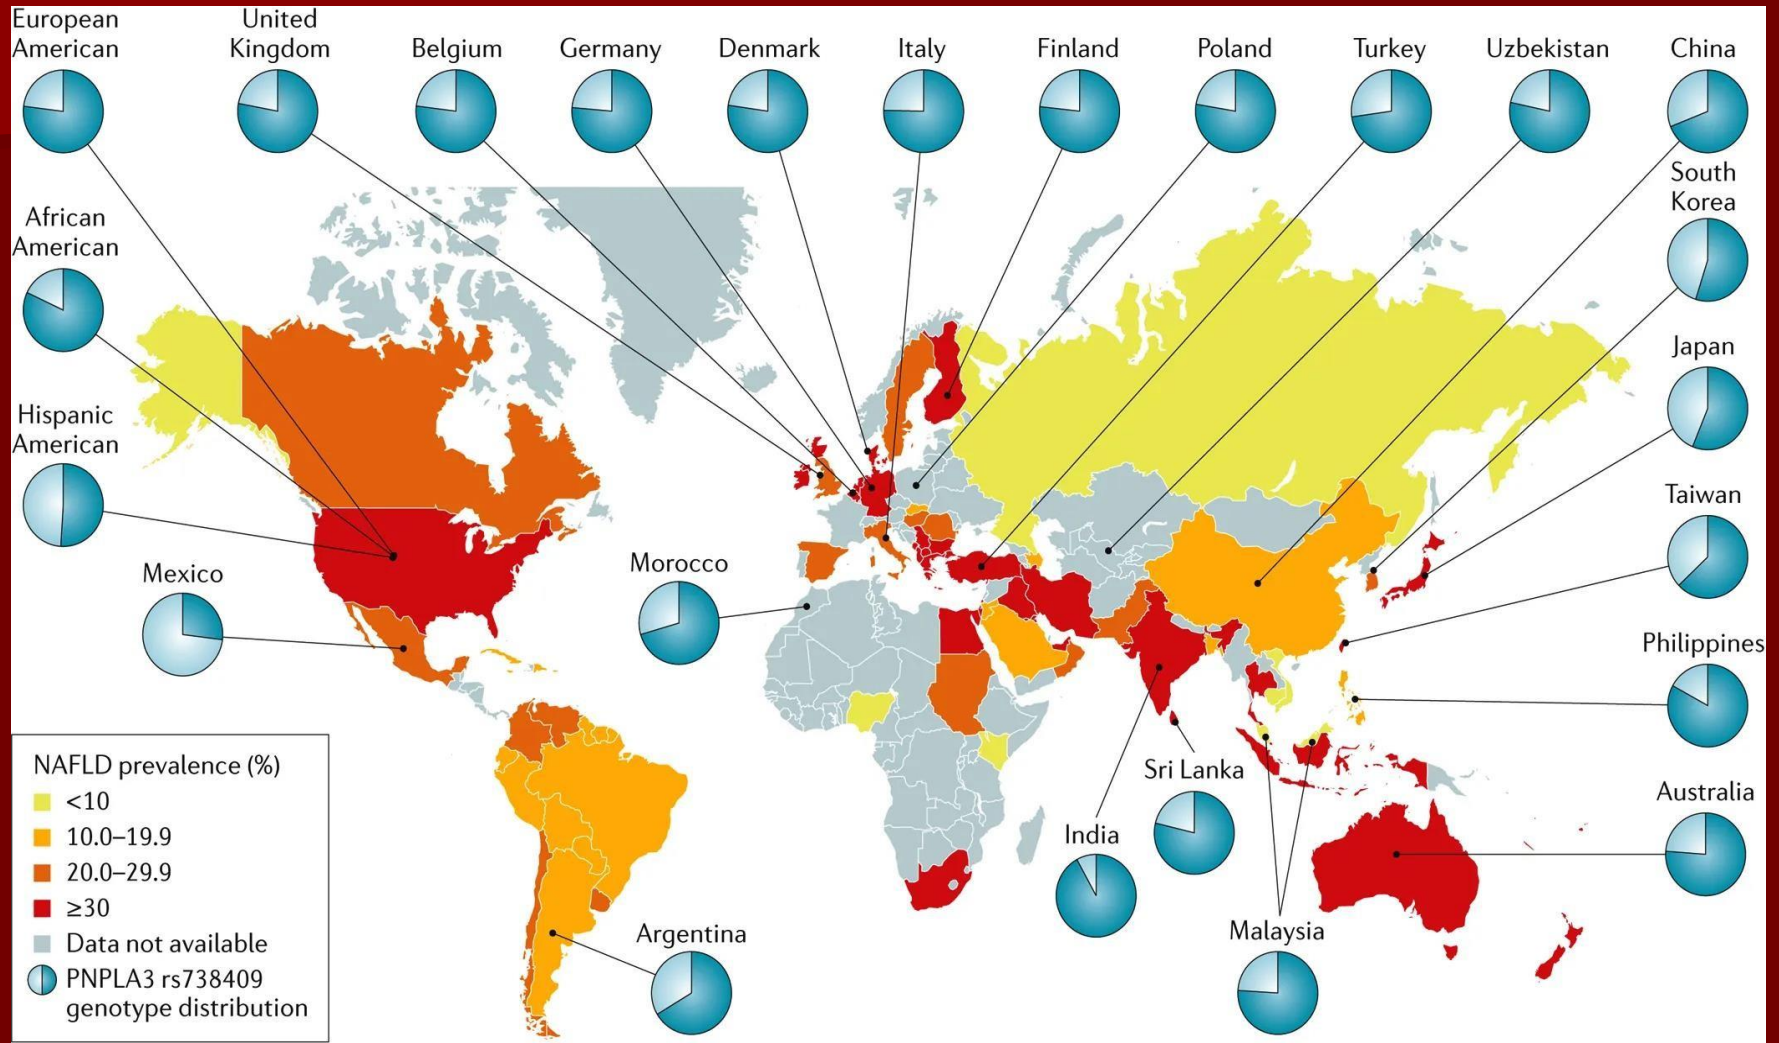 European
American
United
Kingdom
Belgium
Germany
Denmark
Italy
Finland
Poland
Turkey
Uzbekistan
China
South
Korea
African
American
Japan
Hispanic
American
Taiwan
Mexico
Morocco
Philippines
NAFLD prevalence (%)
<10
10.0–19.9
20.0–29.9
≥30
Data not available
PNPLA3 rs738409
genotype distribution
Sri Lanka
India
Australia
Argentina
Malaysia